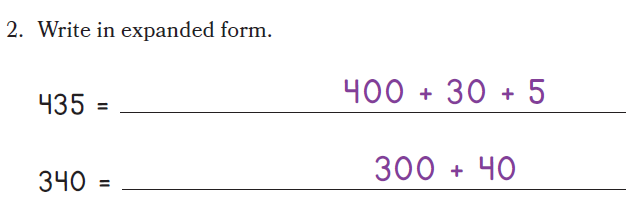 2. Write in expanded form.
435 = 400 + 30 + 5
340 = 300 + 40